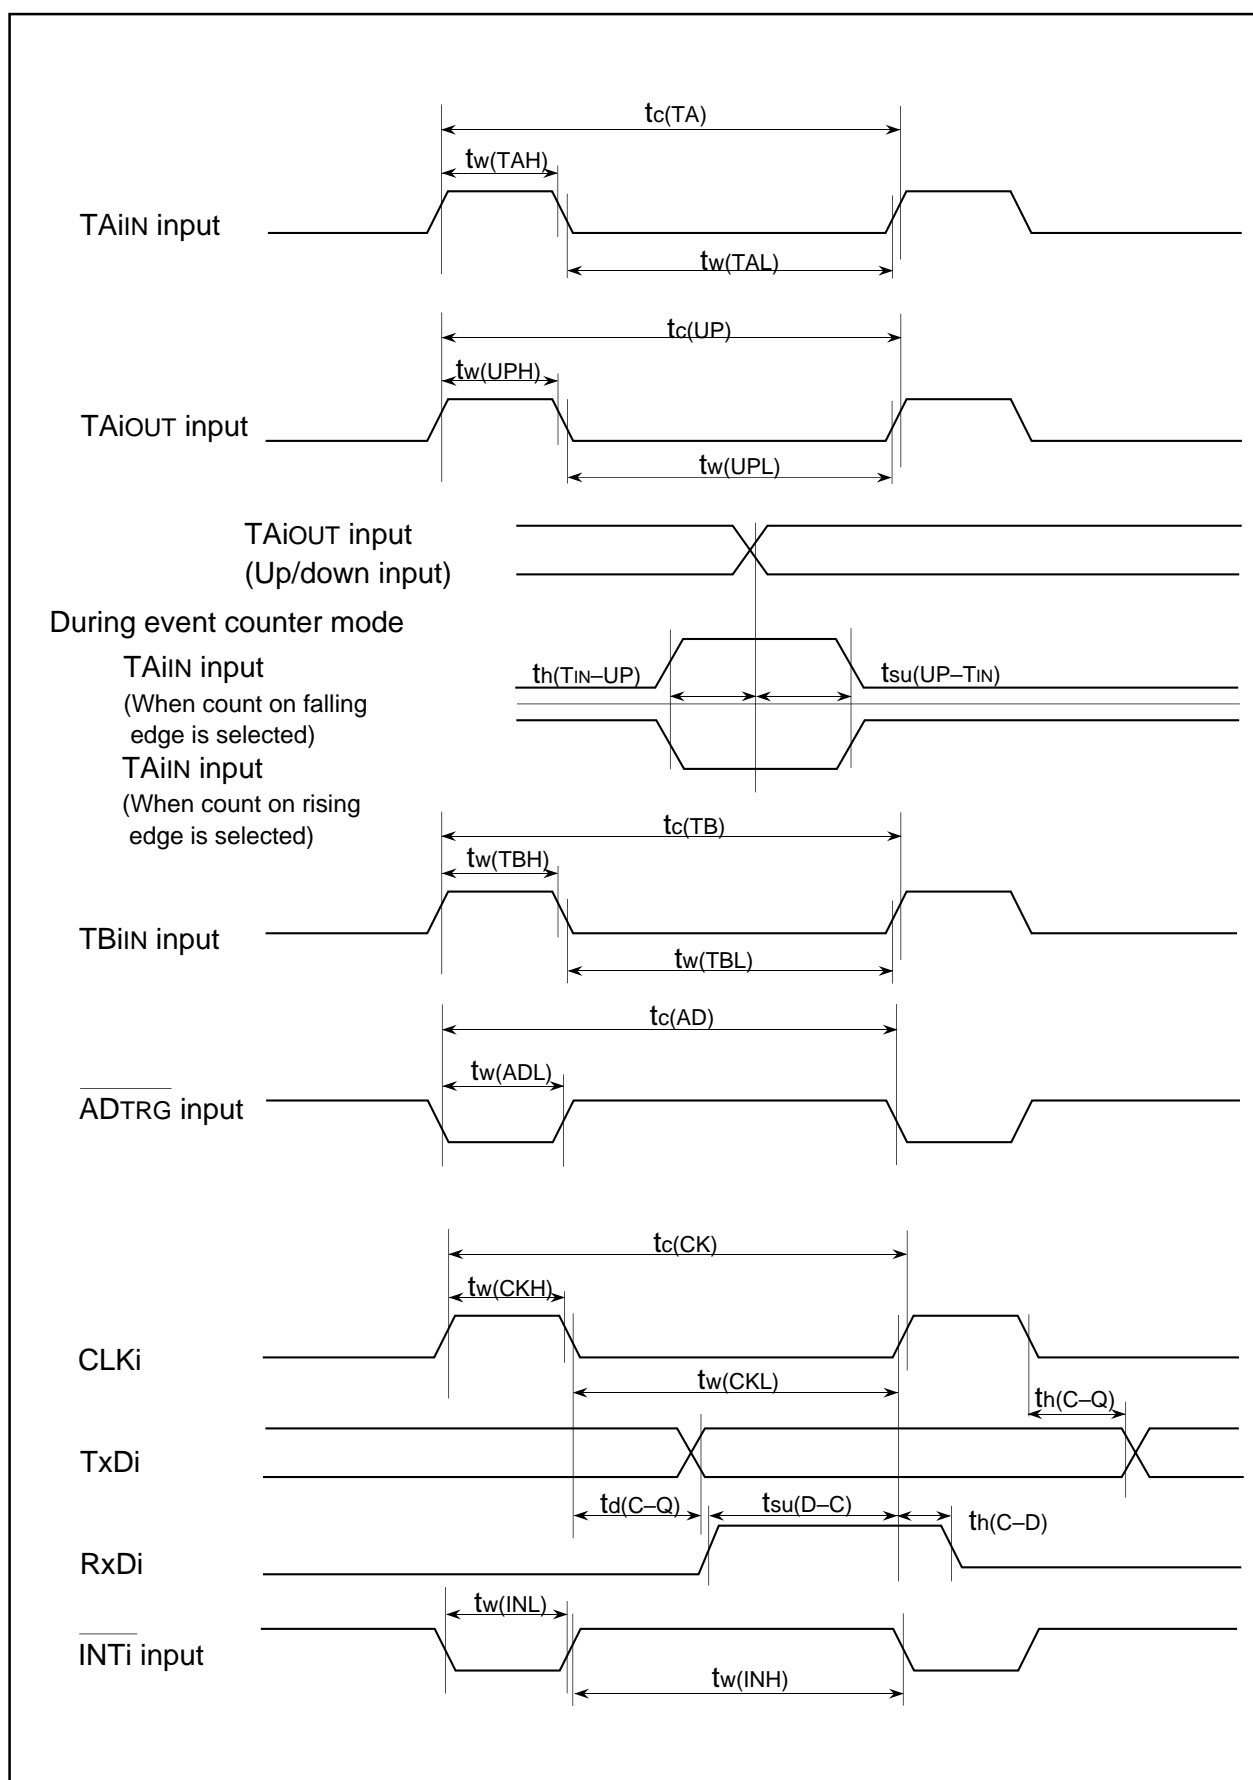 tc(TA)
tw(TAH)
TAiIN input
tw(TAL)
tc(UP)
tw(UPH)
TAiOUT input
tw(UPL)
TAiOUT input
(Up/down input)
During event counter mode
TAiIN input
(When count on falling
edge is selected)
th(TIN–UP)
tsu(UP–TIN)
TAiIN input
(When count on rising
edge is selected)
tc(TB)
tw(TBH)
TBiIN input
tw(TBL)
tc(AD)
tw(ADL)
ADTRG input
tc(CK)
tw(CKH)
CLKi
tw(CKL)
th(C–Q)
TxDi
td(C–Q)
tsu(D–C)
th(C–D)
RxDi
tw(INL)
INTi input
tw(INH)